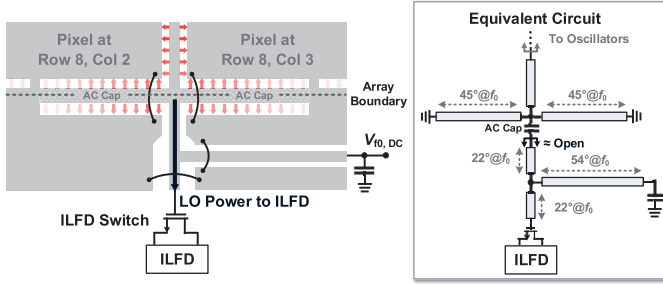 Pixel at
Row 8, Col 2
Pixel at
Row 8, Col 3
AC Cap
AC Cap
Array
Boundary
Vf0, DC
LO Power to ILFD
ILFD Switch
ILFD
Equivalent Circuit
To Oscillators
45°@f0
45°@f0
AC Cap
≈ Open
22°@f0
54°@f0
22°@f0
ILFD